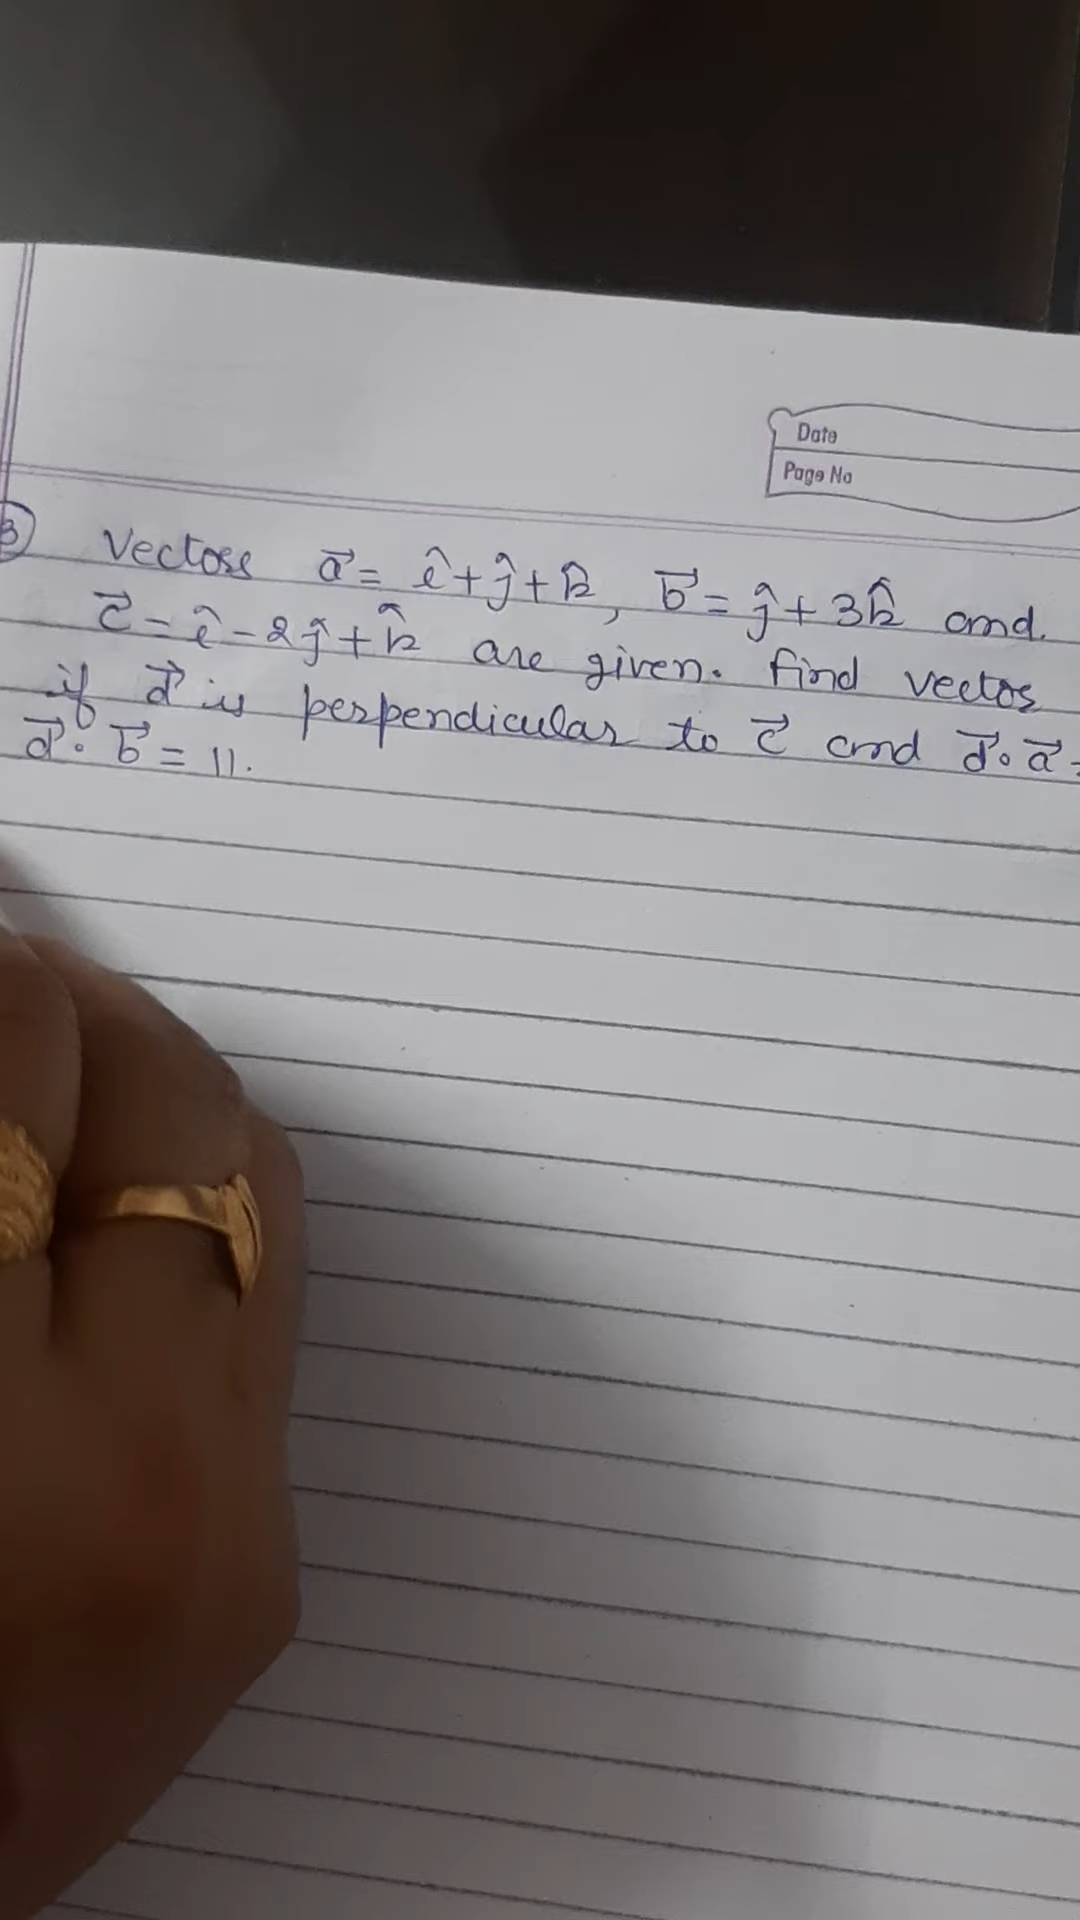 Date
Page No
3) Vectors a⃗ = î+ĵ+k̂, b⃗ = ĵ+3k̂ and.
c⃗ = î-2ĵ+k̂ are given. Find vector
if d⃗ is perpendicular to c⃗ and d⃗.a⃗ =
d⃗.b⃗ = 11.